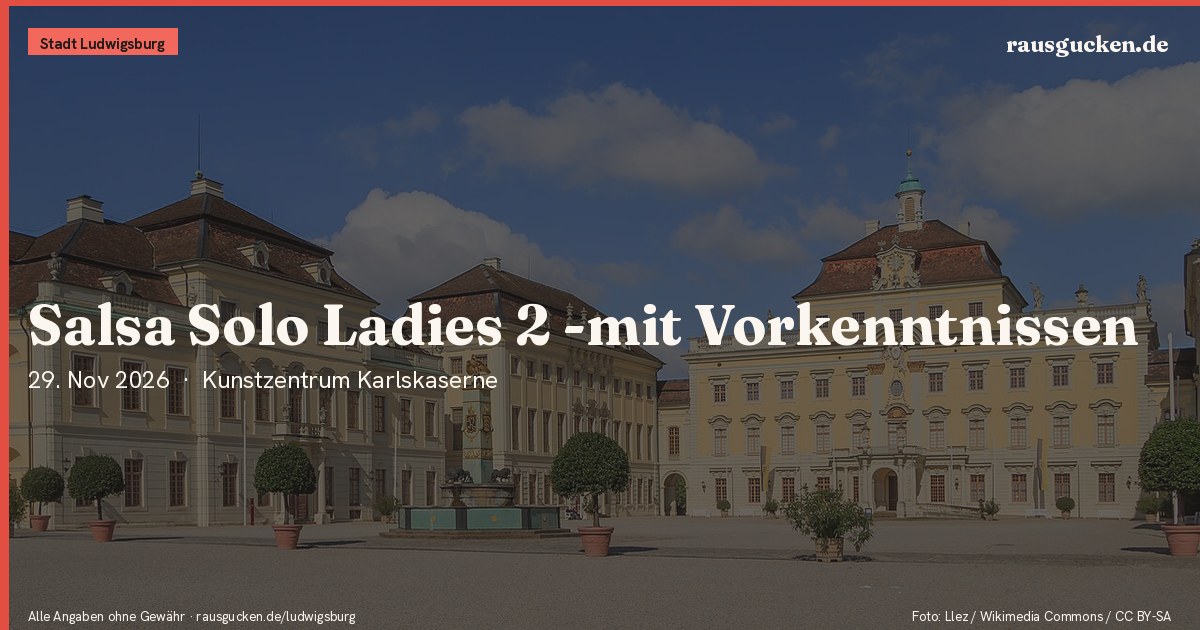 Stadt Ludwigsburg
rausgucken.de
Salsa Solo Ladies 2 -mit Vorkenntnissen
29. Nov 2026 · Kunstzentrum Karlskaserne
Alle Angaben ohne Gewähr · rausgucken.de/ludwigsburg
Foto: Llez / Wikimedia Commons / CC BY-SA